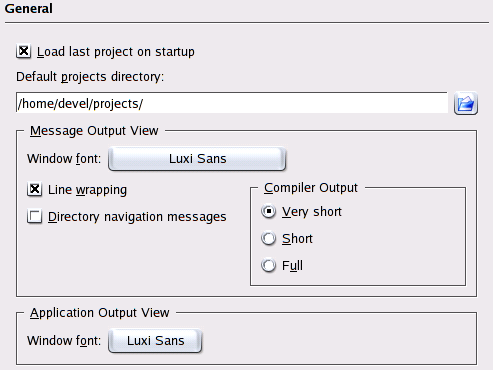 General
Load last project on startup
Default projects directory:
/home/devel/projects/
Message Output View
Window font: Luxi Sans
Line wrapping
Directory navigation messages
Compiler Output
Very short
Short
Full
Application Output View
Window font: Luxi Sans